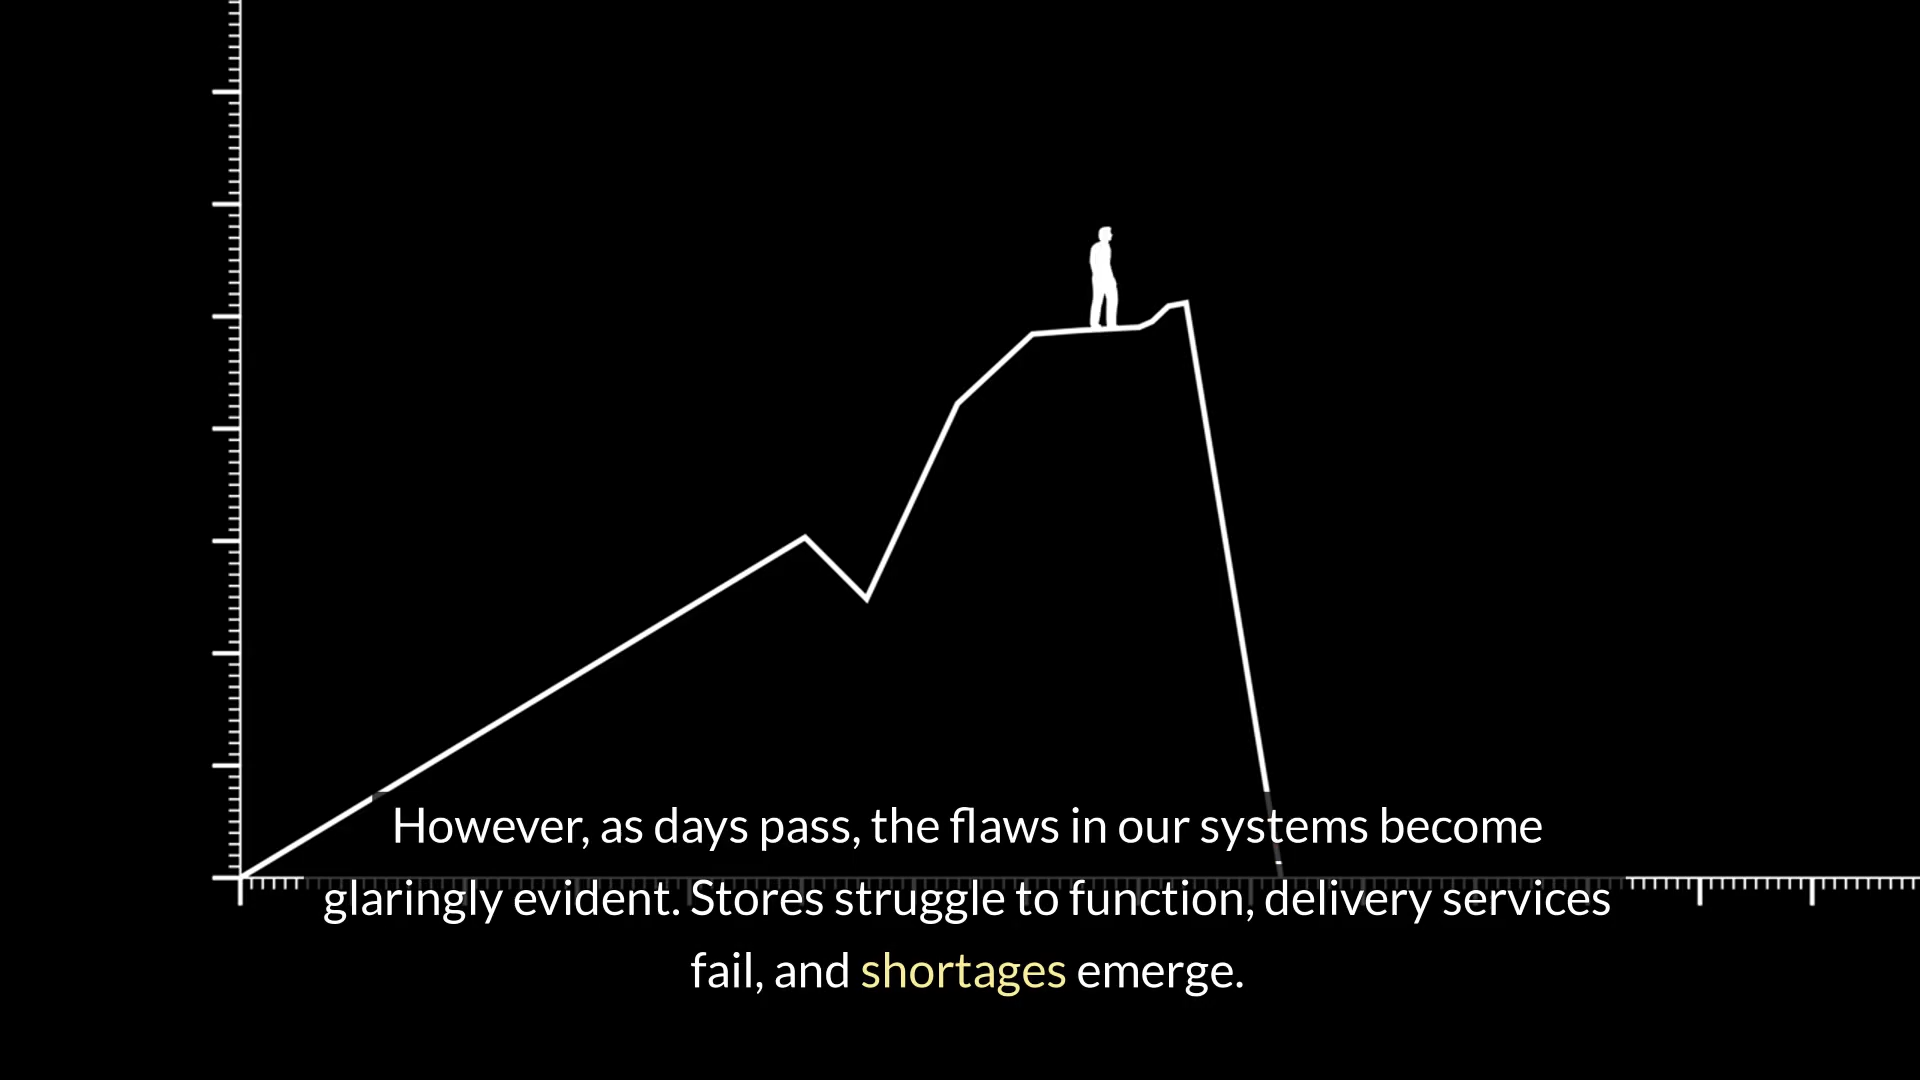 However, as days pass, the flaws in our systems become
glaringly evident. Stores struggle to function, delivery services
fail, and shortages emerge.